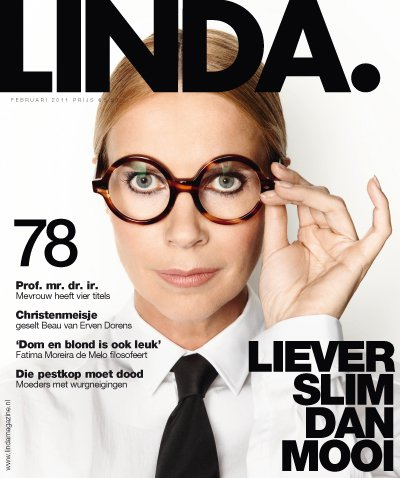 LINDA.
FEBRUARI 2011 PRIJS
78
Prof. mr. dr. ir.
Mevrouw heeft vier titels
Christenmeisje
geselt Beau van Erven Dorens
‘Dom en blond is ook leuk’
Fatima Moreira de Melo filosofeert
Die pestkop moet dood
Moeders met wurgneigingen
LIEVER
SLIM
DAN
MOOI
www.lindamagazine.nl